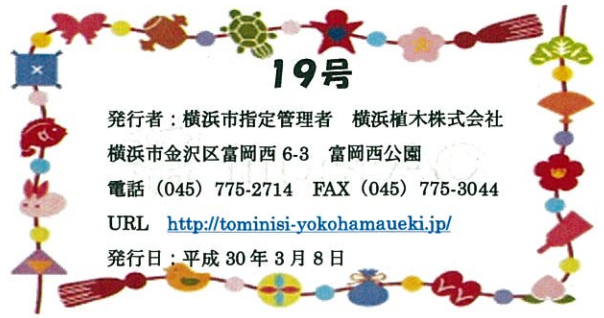 19号
発行者：横浜市指定管理者　横浜植木株式会社
横浜市金沢区富岡西 6-3　富岡西公園
電話（045）775-2714　FAX（045）775-3044
URL　http://tominisi-yokohamaueki.jp/
発行日：平成 30 年 3 月 8 日